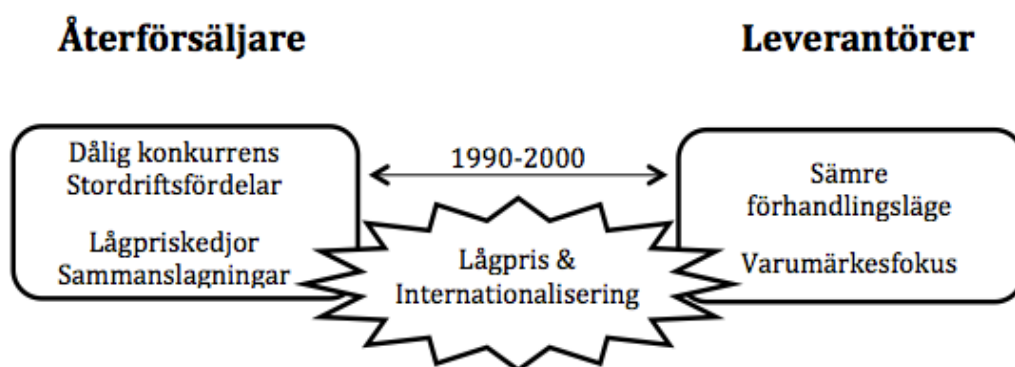 Återförsäljare
Leverantörer
Dålig konkurrens
Stordriftsfördelar
Lågpriskedjor
Sammanslagningar
1990-2000
Lågpris &
Internationalisering
Sämre
förhandlingsläge
Varumärkesfokus